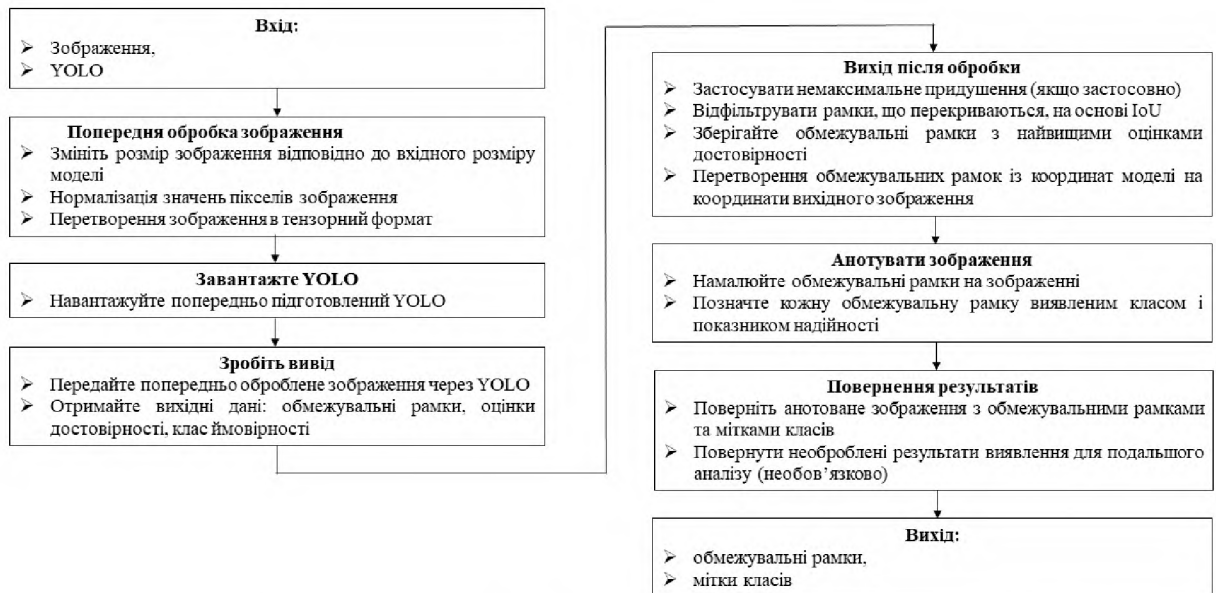 Вхід:
➢ Зображення,
➢ YOLO
Попередня обробка зображення
➢ Змініть розмір зображення відповідно до вхідного розміру
моделі
➢ Нормалізація значень пікселів зображення
➢ Перетворення зображення в тензорний формат
Завантажте YOLO
➢ Навантажуйте попередньо підготовлений YOLO
Зробіть вивід
➢ Передайте попередньо оброблене зображення через YOLO
➢ Отримайте вихідні дані: обмежувальні рамки, оцінки
достовірності, клас ймовірності
Вихід після обробки
➢ Застосувати немаксимальне придушення (якщо застосовно)
➢ Відфільтрувати рамки, що перекриваються, на основі IoU
➢ Зберігайте обмежувальні рамки з найвищими оцінками
достовірності
➢ Перетворення обмежувальних рамок із координат моделі на
координати вихідного зображення
Анотувати зображення
➢ Намалюйте обмежувальні рамки на зображенні
➢ Позначте кожну обмежувальну рамку виявленим класом і
показником надійності
Повернення результатів
➢ Поверніть анотоване зображення з обмежувальними рамками
та мітками класів
➢ Повернути необроблені результати виявлення для подальшого
аналізу (необов’язково)
Вихід:
➢ обмежувальні рамки,
➢ мітки класів